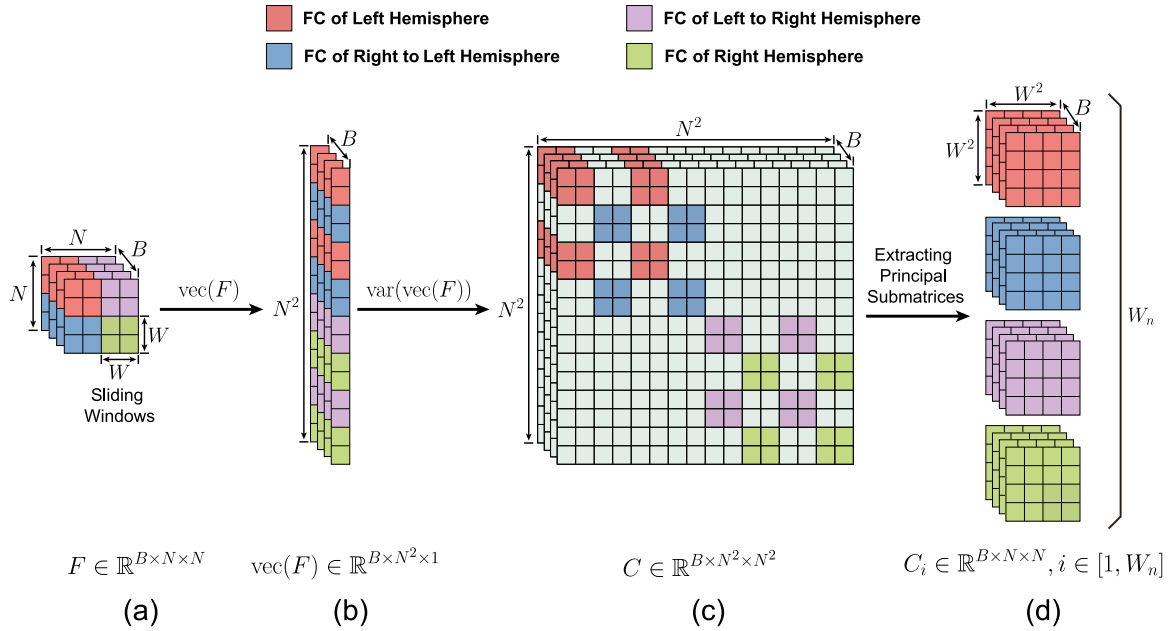 FC of Left Hemisphere
FC of Left to Right Hemisphere
FC of Right to Left Hemisphere
FC of Right Hemisphere
N
B
N
W
W
Sliding
Windows
vec(F)
B
N²
var(vec(F))
N²
B
N²
Extracting
Principal
Submatrices
W²
B
W²
Wₙ
F ∈ ℝ^{B×N×N}
vec(F) ∈ ℝ^{B×N²×1}
C ∈ ℝ^{B×N²×N²}
Cᵢ ∈ ℝ^{B×N×N}, i ∈ [1, Wₙ]
(a)
(b)
(c)
(d)